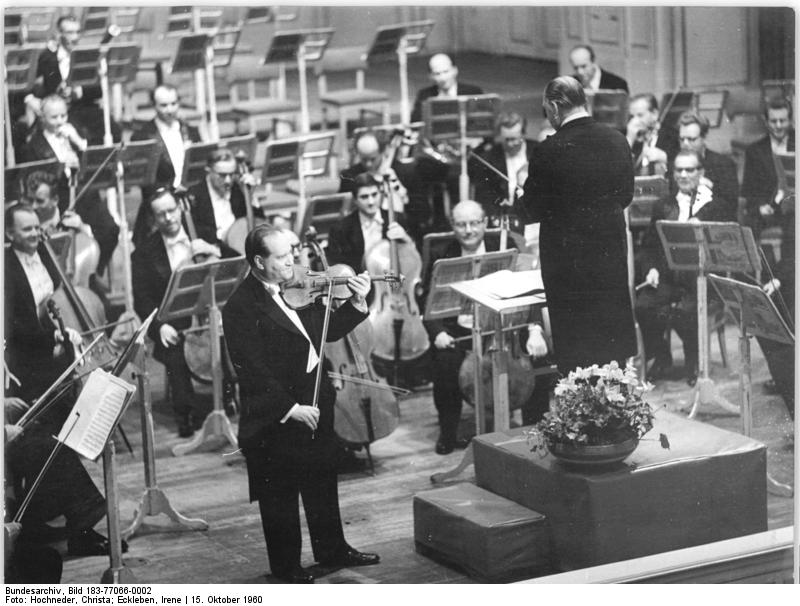 Bundesarchiv, Bild 183-77066-0002
Foto: Hochneder, Christa; Eckleben, Irene | 15. Oktober 1960